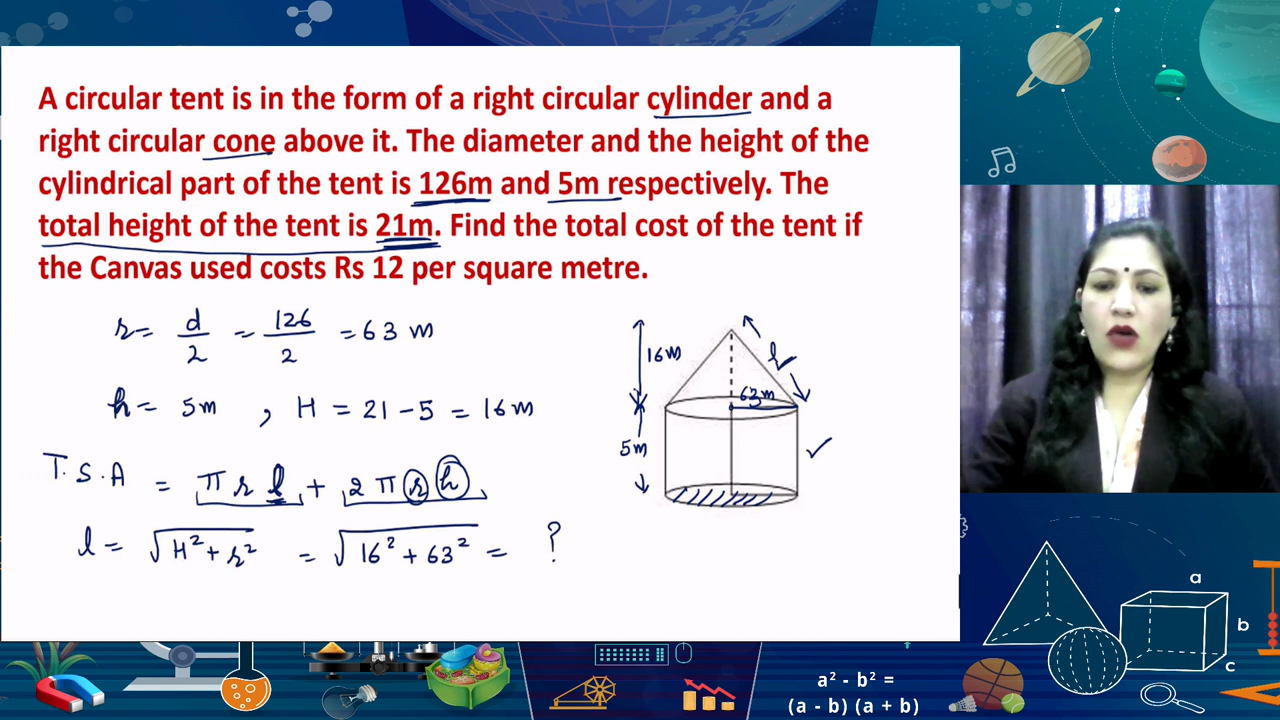 A circular tent is in the form of a right circular cylinder and a
right circular cone above it. The diameter and the height of the
cylindrical part of the tent is 126m and 5m respectively. The
total height of the tent is 21m. Find the total cost of the tent if
the Canvas used costs Rs 12 per square metre.
r = d/2 = 126/2 = 63 m
h = 5m , H = 21 - 5 = 16m
T.S.A = π r l + 2 π r h
l = √H² + r² = √16² + 63² = ?
16m
l
63m
5m
a
b
c
a² - b² =
(a - b) (a + b)